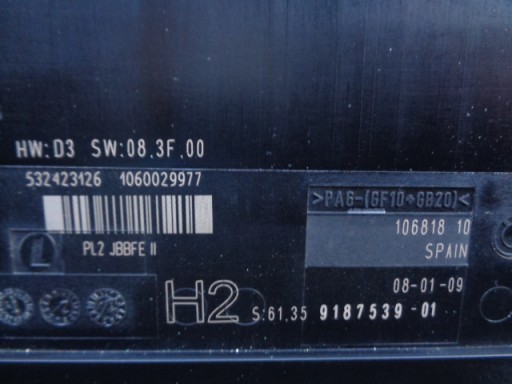 HW:D3 SW:08.3F.00
532423126 1060029977
>PA6-(GF10+GB20)<
106818 10
PL2 JBBFE II
SPAIN
08-01-09
H2 S:61.35 9187539-01